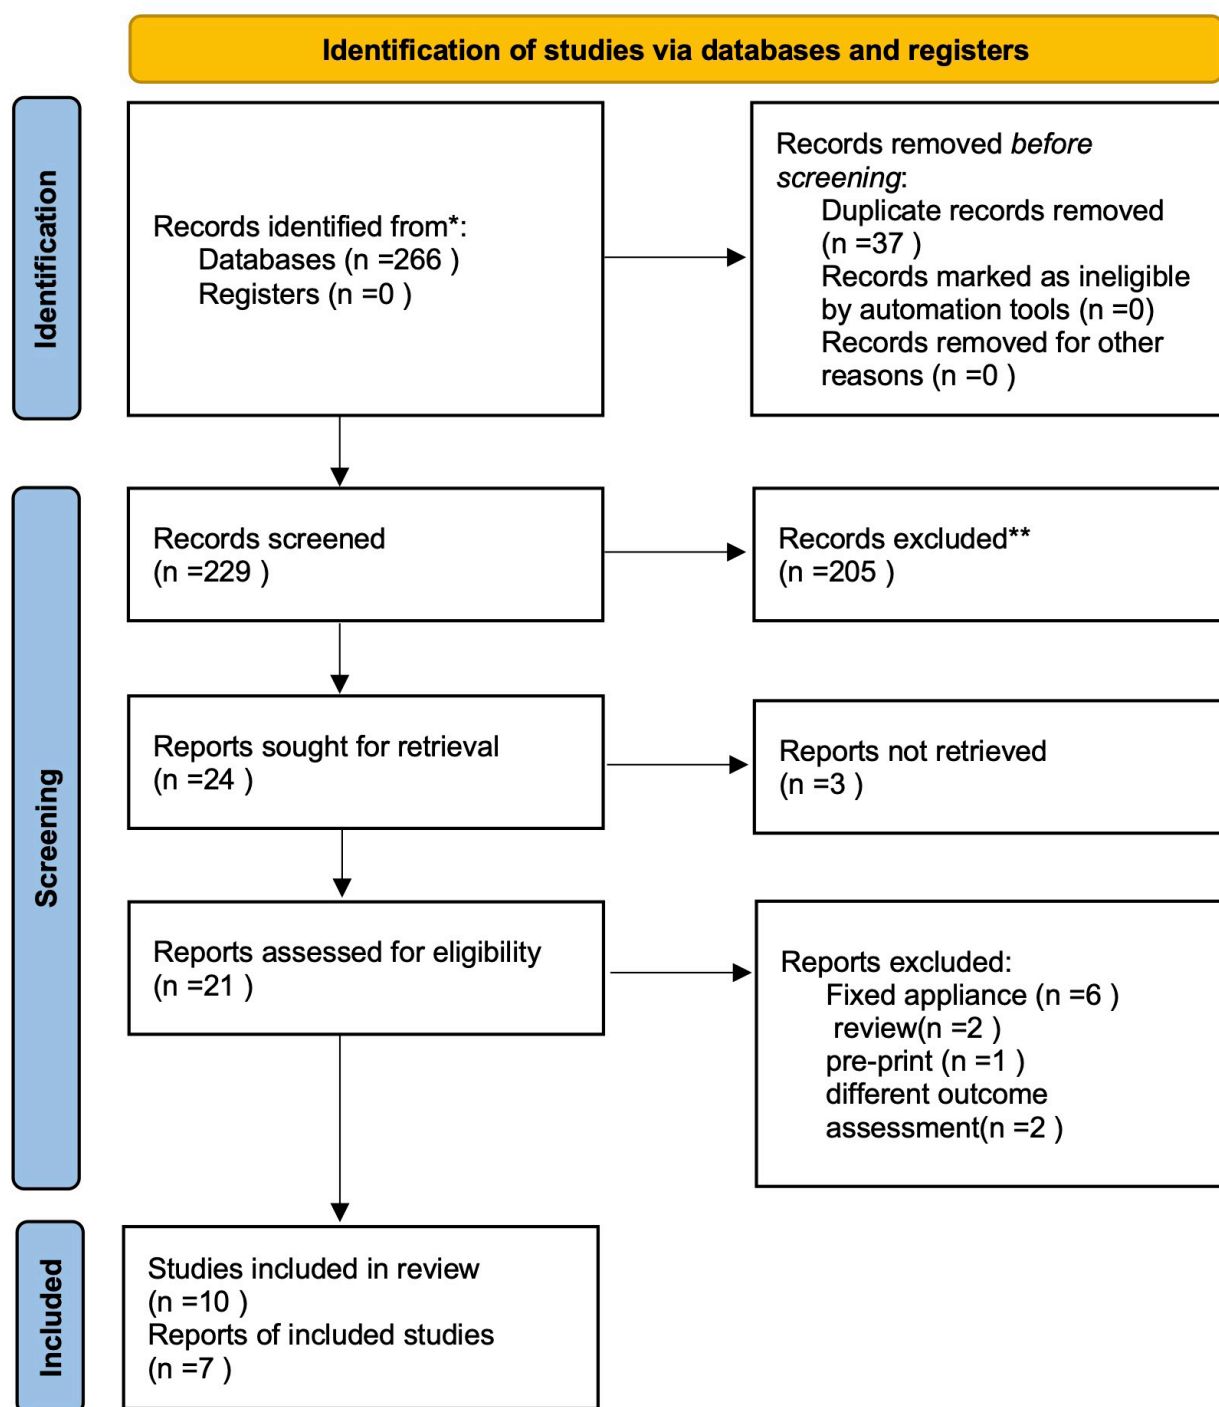 Identification of studies via databases and registers
Identification
Records identified from*:
Databases (n =266 )
Registers (n =0 )
Records removed before
screening:
Duplicate records removed
(n =37 )
Records marked as ineligible
by automation tools (n =0)
Records removed for other
reasons (n =0 )
Screening
Records screened
(n =229 )
Records excluded**
(n =205 )
Reports sought for retrieval
(n =24 )
Reports not retrieved
(n =3 )
Reports assessed for eligibility
(n =21 )
Reports excluded:
Fixed appliance (n =6 )
review(n =2 )
pre-print (n =1 )
different outcome
assessment(n =2 )
Included
Studies included in review
(n =10 )
Reports of included studies
(n =7 )